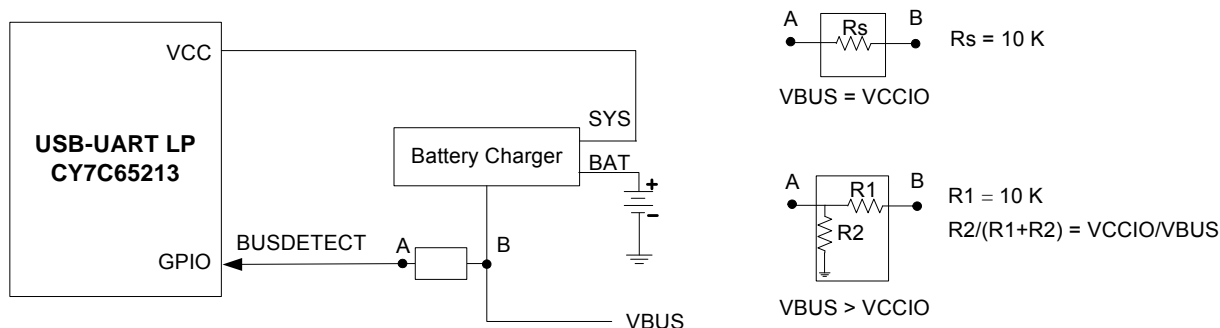 VCC
USB-UART LP
CY7C65213
GPIO
BUSDETECT
A
B
VBUS
Battery Charger
SYS
BAT
+
-
A
B
Rs
Rs = 10 K
VBUS = VCCIO
A
B
R1
R2
R1 = 10 K
R2/(R1+R2) = VCCIO/VBUS
VBUS > VCCIO